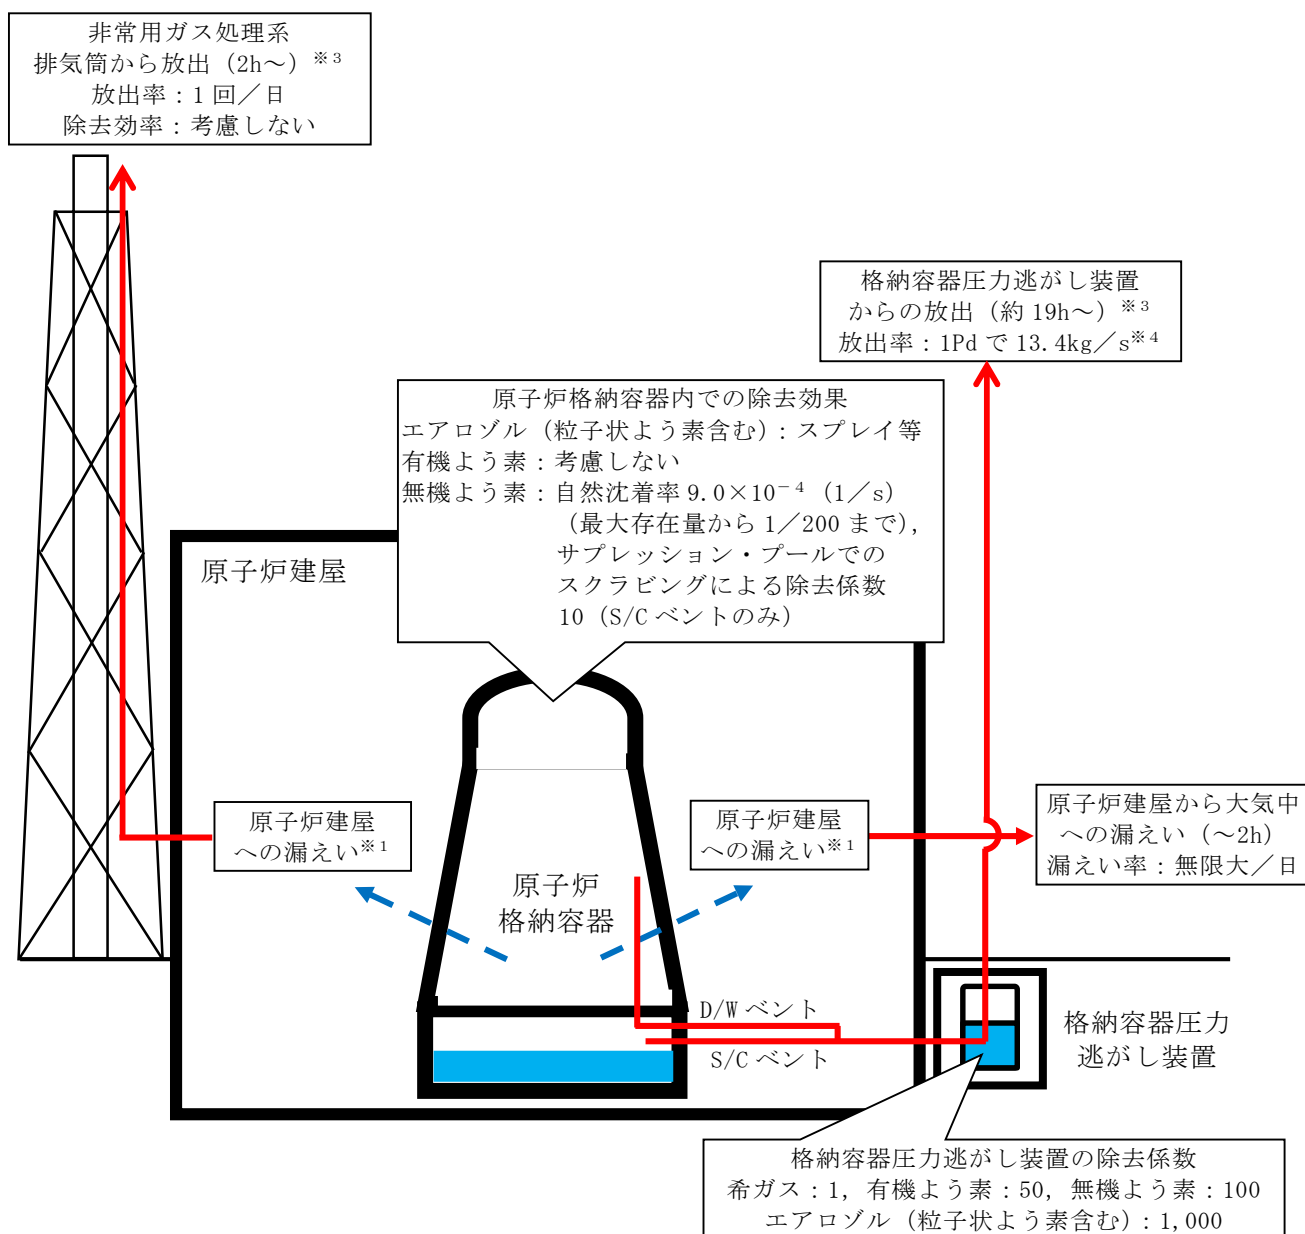 非常用ガス処理系
排気筒から放出（2h～）※3
放出率：1回／日
除去効率：考慮しない
格納容器圧力逃がし装置
からの放出（約19h～）※3
放出率：1Pdで13.4kg／s※4
原子炉格納容器内での除去効果
エアロゾル（粒子状よう素含む）：スプレイ等
有機よう素：考慮しない
無機よう素：自然沈着率9.0×10⁻⁴（1／s）
（最大存在量から1／200まで），
サプレッション・プールでの
スクラビングによる除去係数
10（S/Cベントのみ）
原子炉建屋
原子炉建屋
への漏えい※1
原子炉建屋
への漏えい※1
原子炉建屋から大気中
への漏えい（～2h）
漏えい率：無限大／日
原子炉
格納容器
D/Wベント
S/Cベント
格納容器圧力
逃がし装置
格納容器圧力逃がし装置の除去係数
希ガス：1，有機よう素：50，無機よう素：100
エアロゾル（粒子状よう素含む）：1,000